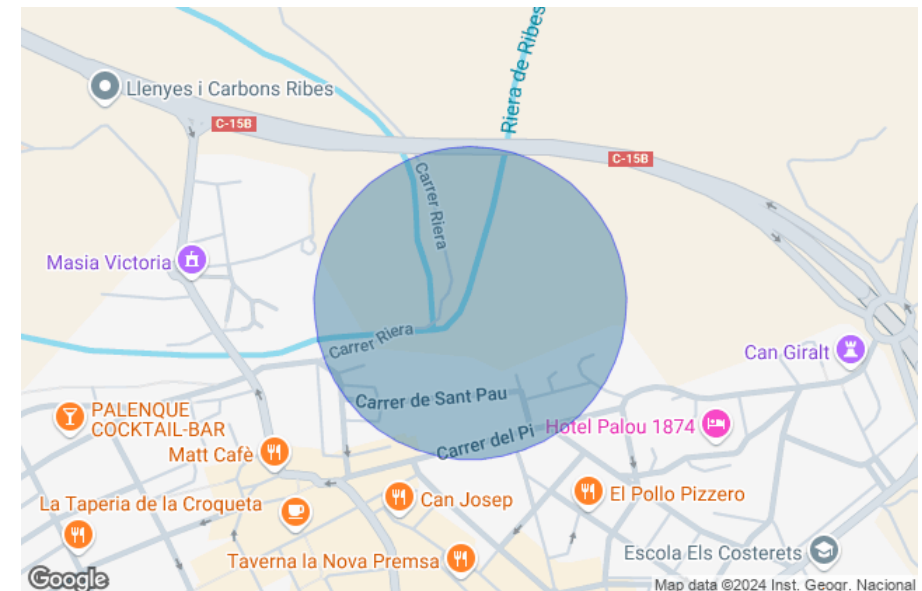 Riera de Ribes
Llenyes i Carbons Ribes
C-15B
C-15B
Carrer Riera
Masia Victoria
Carrer Riera
Can Giralt
Carrer de Sant Pau
PALENQUE
COCKTAIL-BAR
Hotel Palou 1874
Carrer del Pi
Matt Cafè
La Taperia de la Croqueta
Can Josep
El Pollo Pizzero
Taverna la Nova Premsa
Escola Els Costerets
Google
Map data ©2024 Inst. Geogr. Nacional